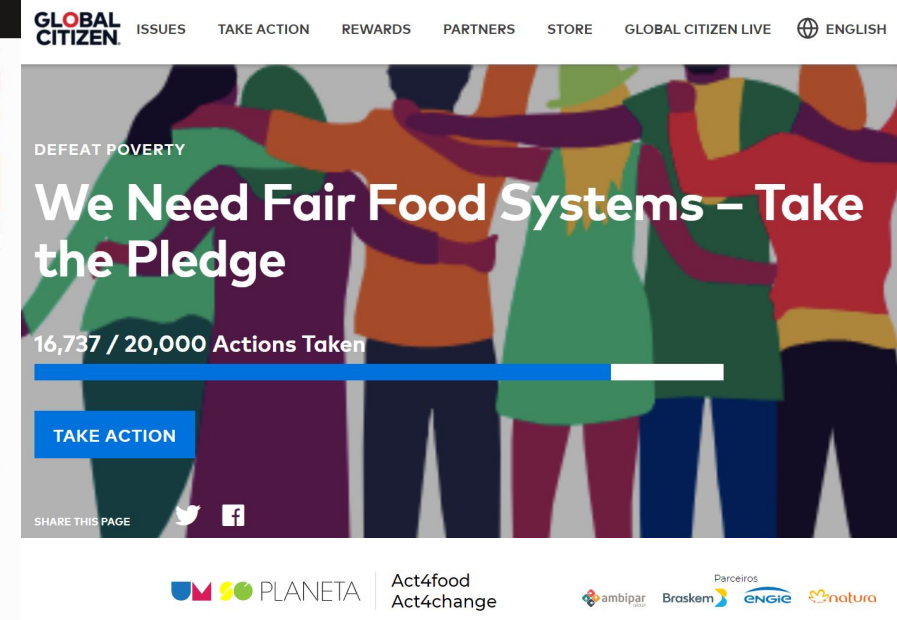 GLOBAL
CITIZEN.
ISSUES
TAKE ACTION
REWARDS
PARTNERS
STORE
GLOBAL CITIZEN LIVE
ENGLISH
DEFEAT POVERTY
We Need Fair Food Systems – Take
the Pledge
16,737 / 20,000 Actions Taken
TAKE ACTION
SHARE THIS PAGE
UM SÓ PLANETA
Act4food
Act4change
Parceiros
ambipar
Braskem
ENGIE
natura